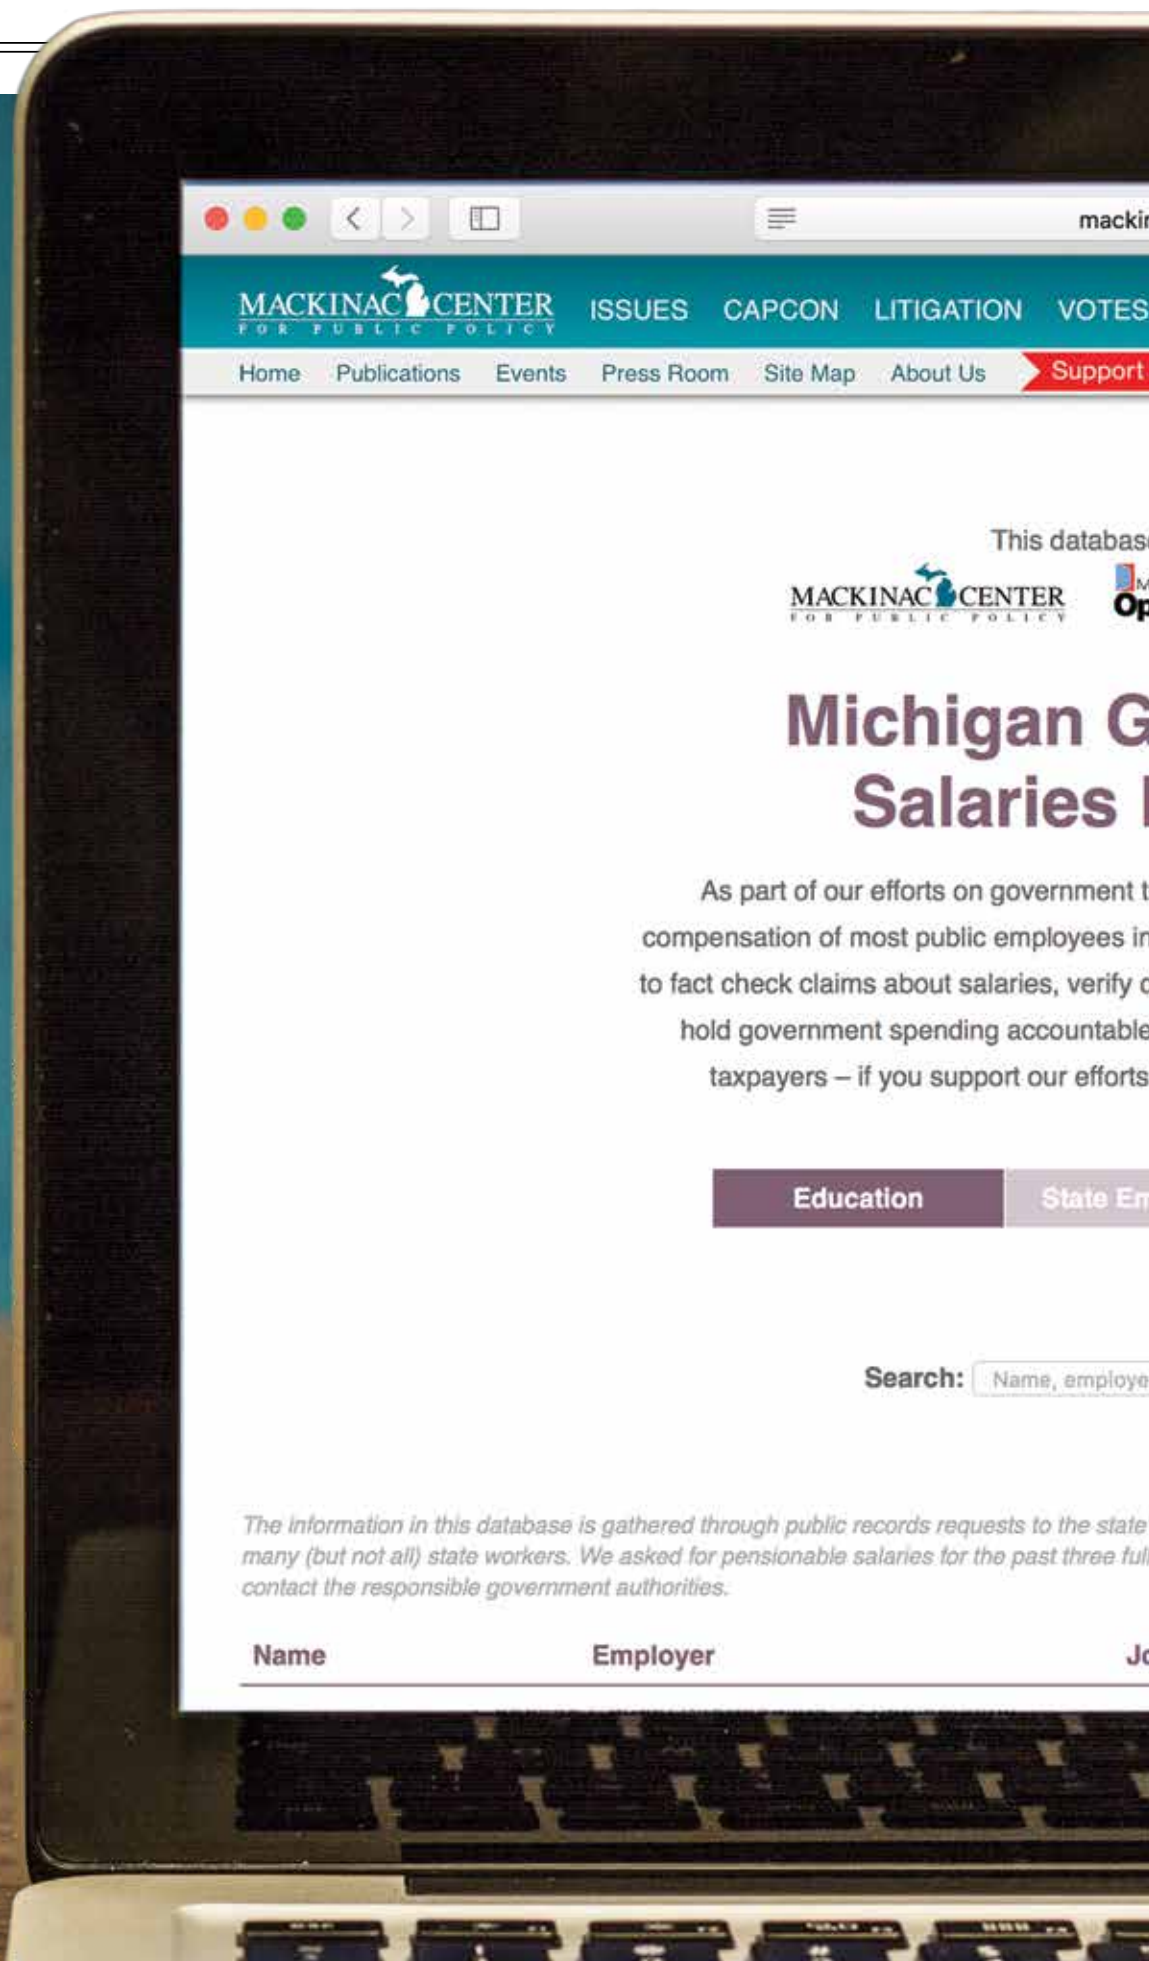 mackin
MACKINAC CENTER
FOR PUBLIC POLICY
ISSUES CAPCON LITIGATION VOTES
Home Publications Events Press Room Site Map About Us Support
This database
MACKINAC CENTER
FOR PUBLIC POLICY
M
Op
Michigan G
Salaries
As part of our efforts on government t
compensation of most public employees in
to fact check claims about salaries, verify
hold government spending accountable
taxpayers – if you support our efforts
Education State Em
Search: Name, employe
The information in this database is gathered through public records requests to the state
many (but not all) state workers. We asked for pensionable salaries for the past three full
contact the responsible government authorities.
Name Employer Jo